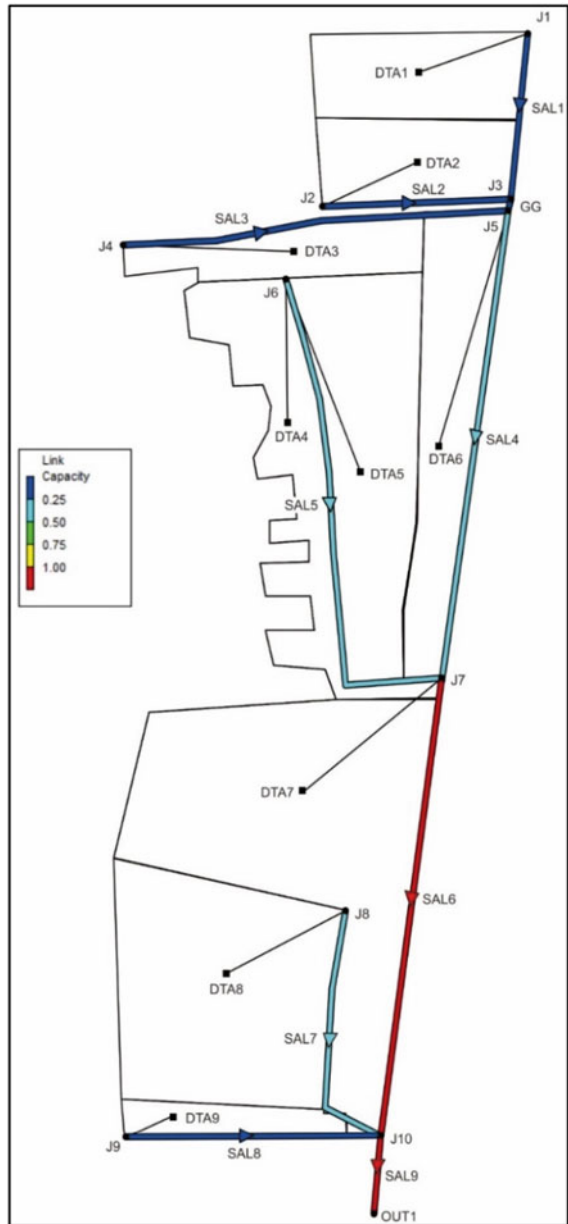 J1
DTA1
SAL1
DTA2
J2
SAL2
J3
GG
J5
SAL3
J4
DTA3
J6
DTA4
DTA5
DTA6
SAL4
SAL5
Link
Capacity
0.25
0.50
0.75
1.00
J7
DTA7
SAL6
J8
DTA8
SAL7
DTA9
J9
SAL8
J10
SAL9
OUT1